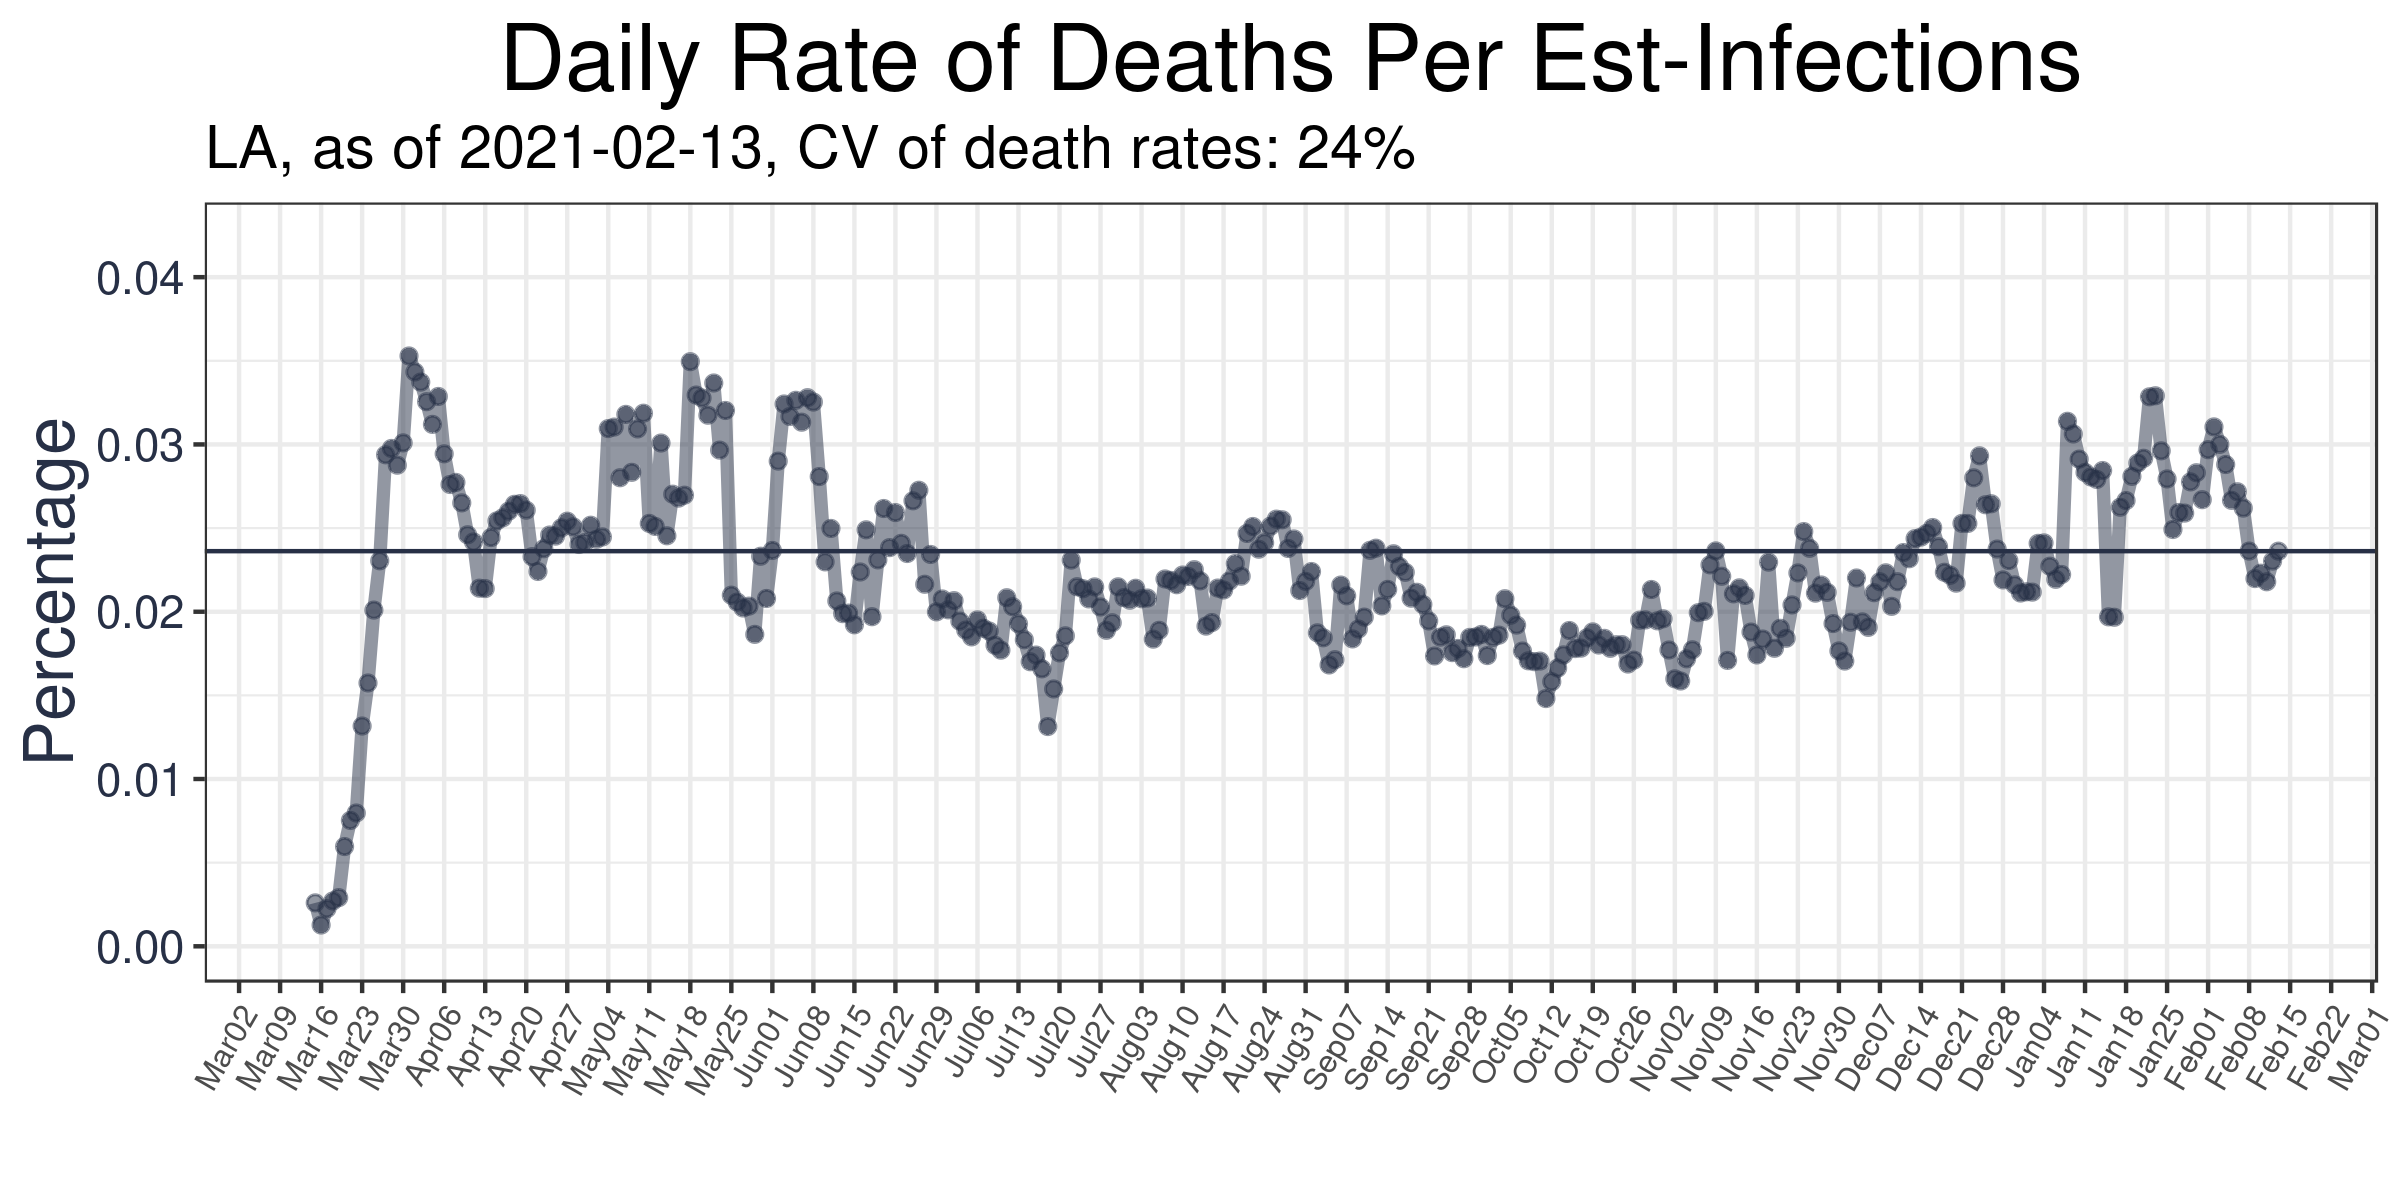 Daily Rate of Deaths Per Est-Infections
LA, as of 2021-02-13, CV of death rates: 24%
Percentage
0.04
0.03
0.02
0.01
0.00
Mar02 Mar09 Mar16 Mar23 Mar30 Apr06 Apr13 Apr20 Apr27 May04 May11 May18 May25 Jun01 Jun08 Jun15 Jun22 Jun29 Jul06 Jul13 Jul20 Jul27 Aug03 Aug10 Aug17 Aug24 Aug31 Sep07 Sep14 Sep21 Sep28 Oct05 Oct12 Oct19 Oct26 Nov02 Nov09 Nov16 Nov23 Nov30 Dec07 Dec14 Dec21 Dec28 Jan04 Jan11 Jan18 Jan25 Feb01 Feb08 Feb15 Feb22 Mar01